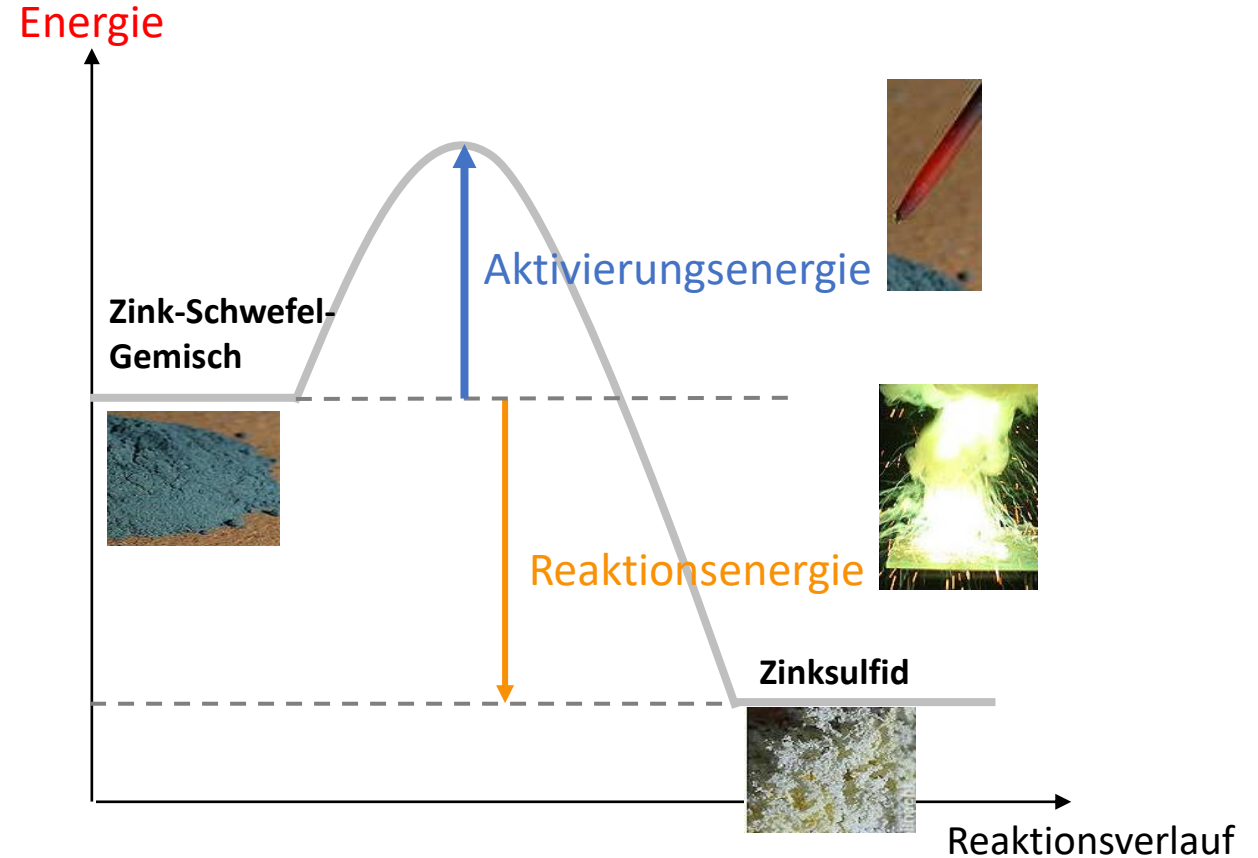 Energie
Aktivierungsenergie
Zink-Schwefel-
Gemisch
Reaktionsenergie
Zinksulfid
Reaktionsverlauf